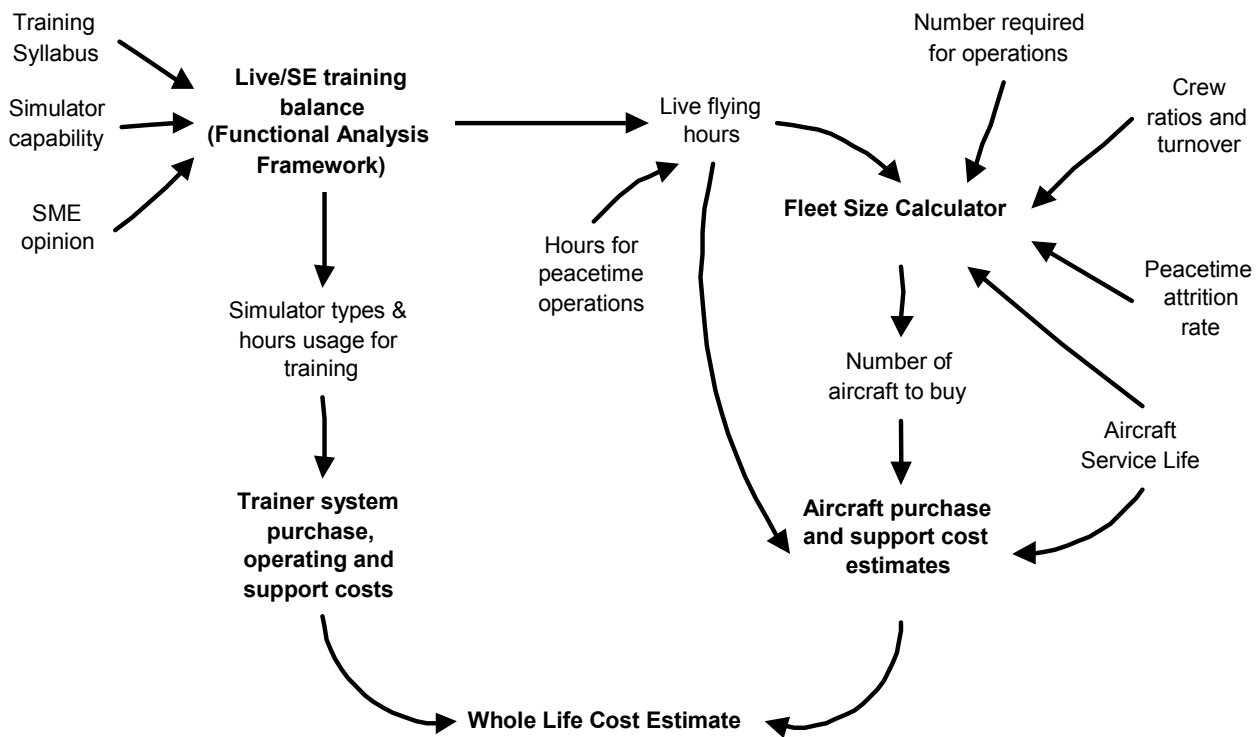 Training
Syllabus
Simulator
capability
SME
opinion
Live/SE training
balance
(Functional Analysis
Framework)
Live flying
hours
Number required
for operations
Crew
ratios and
turnover
Fleet Size Calculator
Hours for
peacetime
operations
Peacetime
attrition
rate
Simulator types &
hours usage for
training
Number of
aircraft to buy
Aircraft
Service Life
Trainer system
purchase,
operating and
support costs
Aircraft purchase
and support cost
estimates
Whole Life Cost Estimate